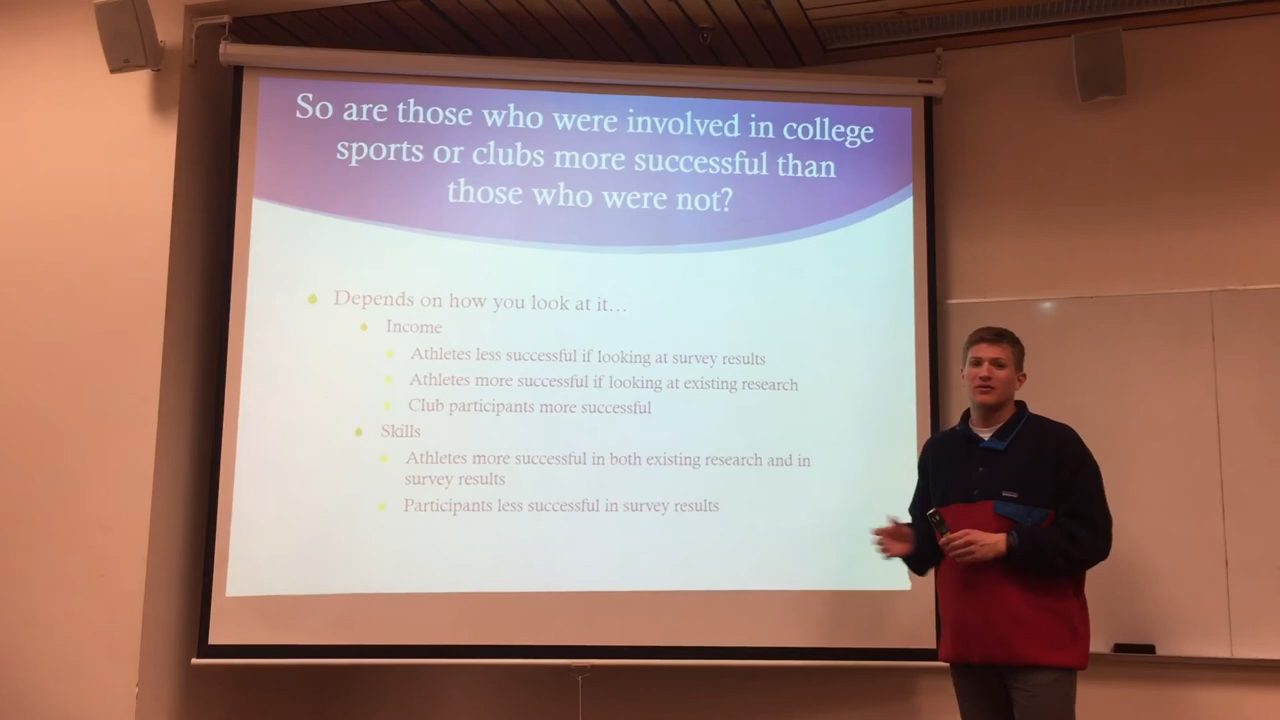 So are those who were involved in college
sports or clubs more successful than
those who were not?
Depends on how you look at it…
Income
Athletes less successful if looking at survey results
Athletes more successful if looking at existing research
Club participants more successful
Skills
Athletes more successful in both existing research and in
survey results
Participants less successful in survey results